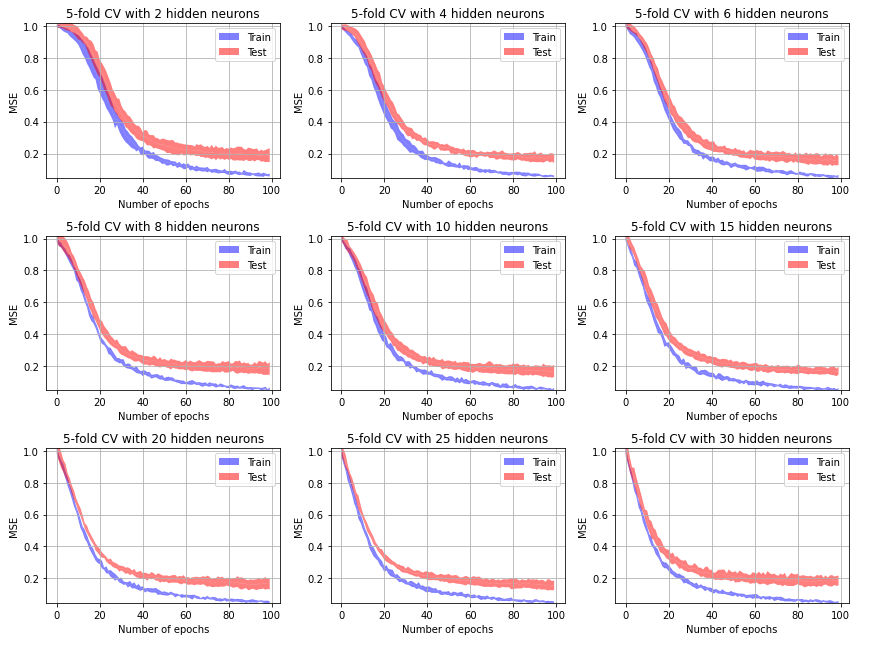 5-fold CV with 2 hidden neurons
MSE
1.0
0.8
0.6
0.4
0.2
Train
Test
0 20 40 60 80 100
Number of epochs
5-fold CV with 4 hidden neurons
MSE
1.0
0.8
0.6
0.4
0.2
Train
Test
0 20 40 60 80 100
Number of epochs
5-fold CV with 6 hidden neurons
MSE
1.0
0.8
0.6
0.4
0.2
Train
Test
0 20 40 60 80 100
Number of epochs
5-fold CV with 8 hidden neurons
MSE
1.0
0.8
0.6
0.4
0.2
Train
Test
0 20 40 60 80 100
Number of epochs
5-fold CV with 10 hidden neurons
MSE
1.0
0.8
0.6
0.4
0.2
Train
Test
0 20 40 60 80 100
Number of epochs
5-fold CV with 15 hidden neurons
MSE
1.0
0.8
0.6
0.4
0.2
Train
Test
0 20 40 60 80 100
Number of epochs
5-fold CV with 20 hidden neurons
MSE
1.0
0.8
0.6
0.4
0.2
Train
Test
0 20 40 60 80 100
Number of epochs
5-fold CV with 25 hidden neurons
MSE
1.0
0.8
0.6
0.4
0.2
Train
Test
0 20 40 60 80 100
Number of epochs
5-fold CV with 30 hidden neurons
MSE
1.0
0.8
0.6
0.4
0.2
Train
Test
0 20 40 60 80 100
Number of epochs